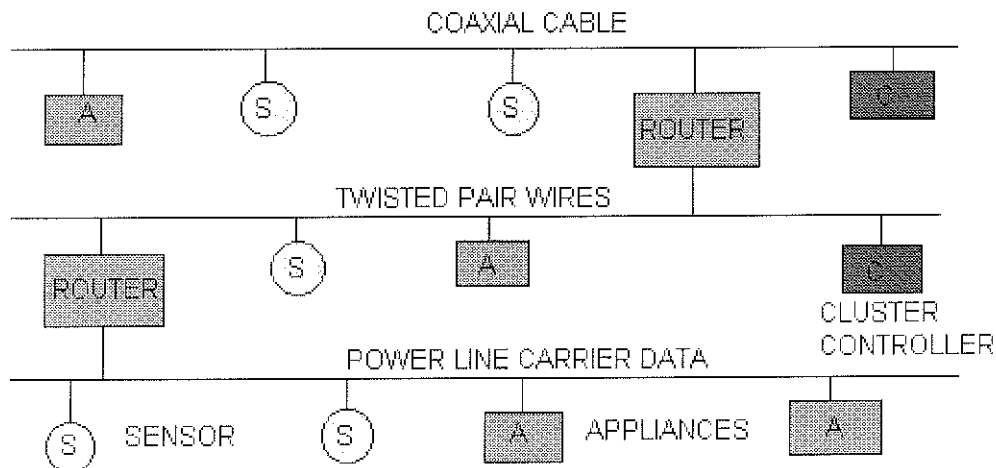 COAXIAL CABLE
A
S
S
ROUTER
C
TWISTED PAIR WIRES
ROUTER
S
A
C
CLUSTER
CONTROLLER
POWER LINE CARRIER DATA
S
SENSOR
S
A
APPLIANCES
A